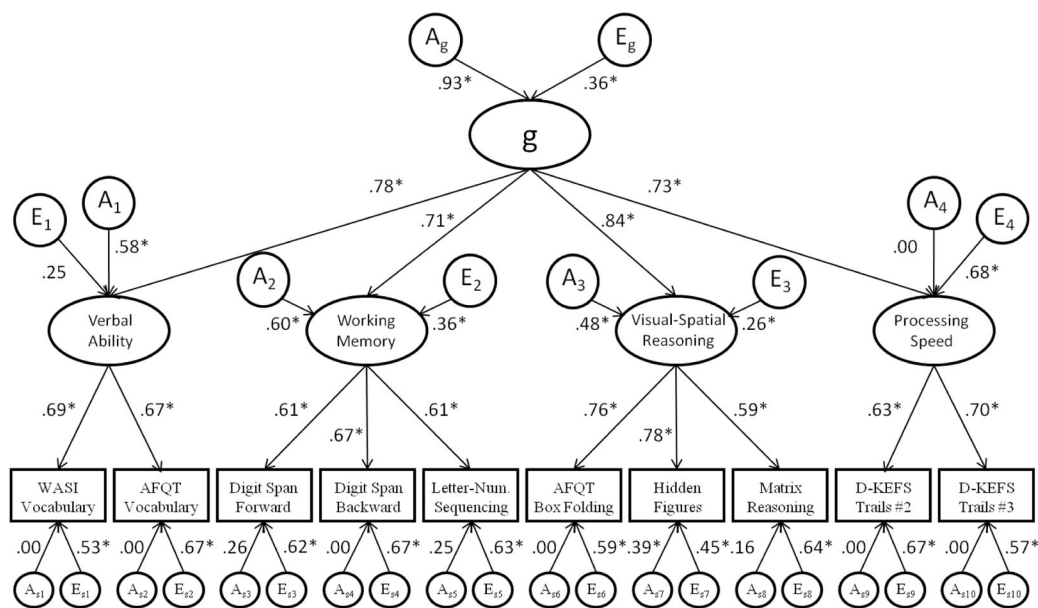 Ag
Eg
.93*
.36*
g
E1
A1
.78*
.71*
.84*
.73*
A4
E4
.25
.58*
A2
E2
A3
E3
.00
.68*
.60*
.36*
.48*
.26*
Verbal
Ability
Working
Memory
Visual-Spatial
Reasoning
Processing
Speed
.69*
.67*
.61*
.67*
.61*
.76*
.78*
.59*
.63*
.70*
WASI
Vocabulary
AFQT
Vocabulary
Digit Span
Forward
Digit Span
Backward
Letter-Num.
Sequencing
AFQT
Box Folding
Hidden
Figures
Matrix
Reasoning
D-KEFS
Trails #2
D-KEFS
Trails #3
.00 .53* .00 .67* .26 .62* .00 .67* .25 .63* .00 .59* .39* .45* .16 .64* .00 .67* .00 .57*
As1 Es1 As2 Es2 As3 Es3 As4 Es4 As5 Es5 As6 Es6 As7 Es7 As8 Es8 As9 Es9 As10 Es10